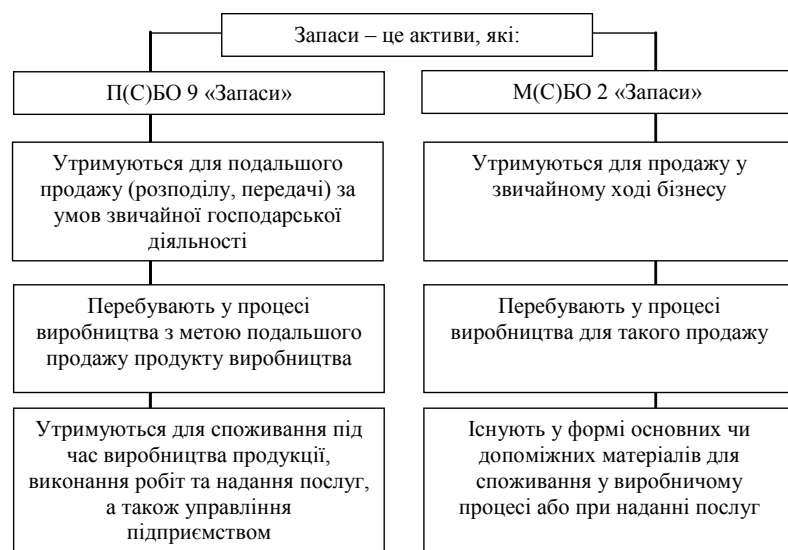 Запаси – це активи, які:
П(С)БО 9 «Запаси»
М(С)БО 2 «Запаси»
Утримуються для подальшого
продажу (розподілу, передачі) за
умов звичайної господарської
діяльності
Утримуються для продажу у
звичайному ході бізнесу
Перебувають у процесі
виробництва з метою подальшого
продажу продукту виробництва
Перебувають у процесі
виробництва для такого продажу
Утримуються для споживання під
час виробництва продукції,
виконання робіт та надання послуг,
а також управління
підприємством
Існують у формі основних чи
допоміжних матеріалів для
споживання у виробничому
процесі або при наданні послуг